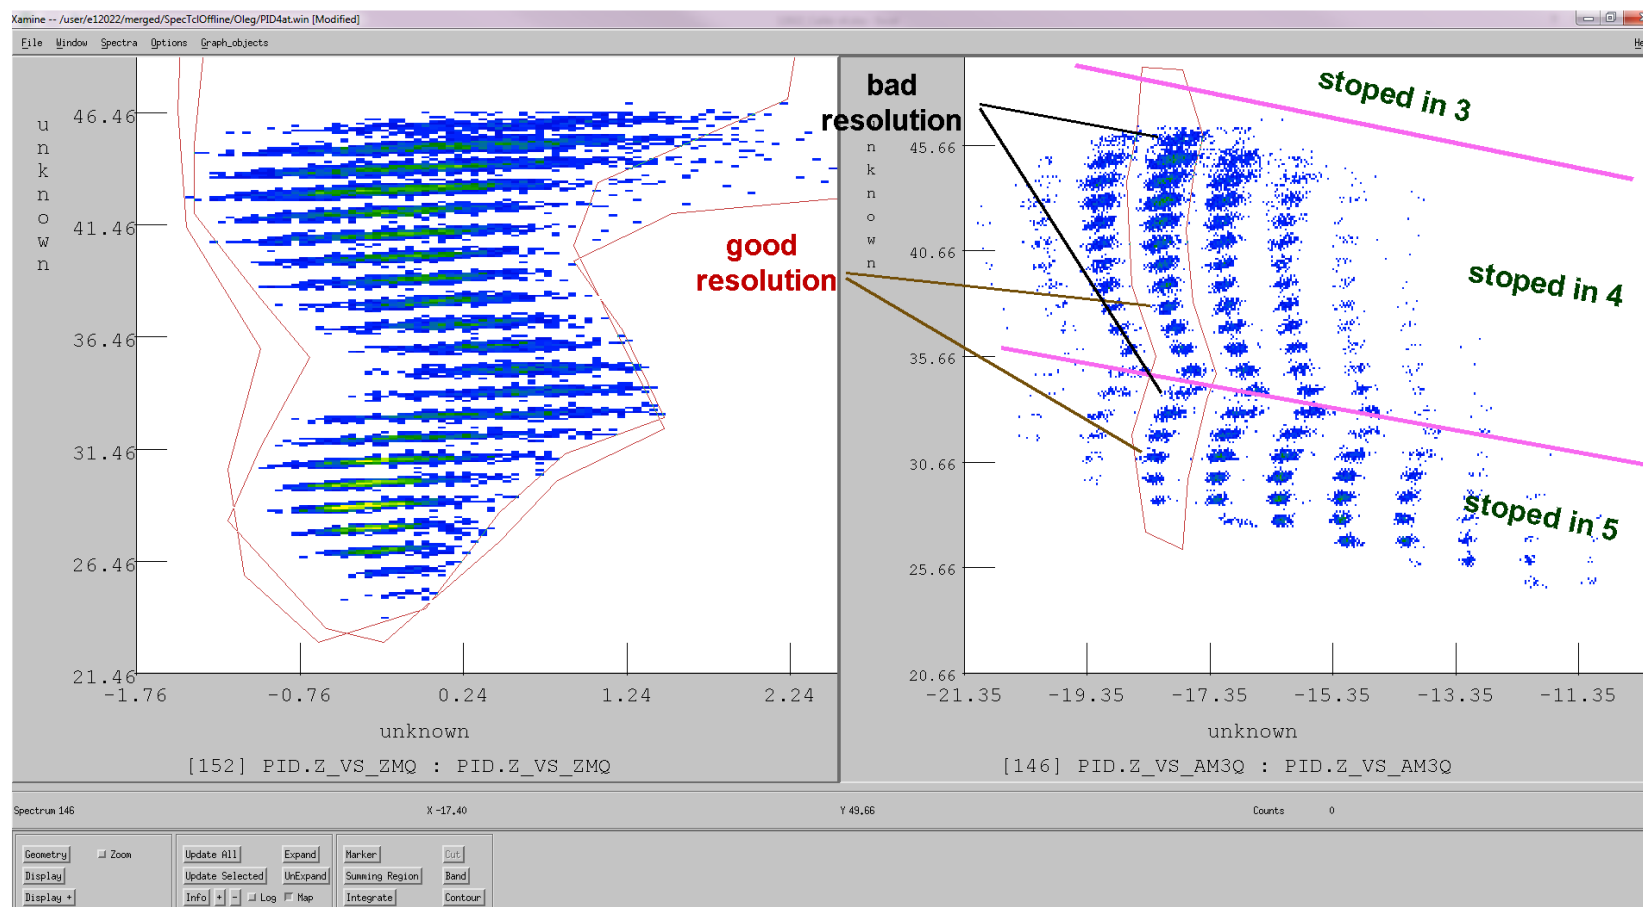 Xamine -- /user/e12022/merged/SpecTclOffline/Oleg/PID4at.win [Modified]
File Window Spectra Options Graph_objects
unknown
46.46
41.46
36.46
31.46
26.46
21.46
-1.76 -0.76 0.24 1.24 2.24
unknown
[152] PID.Z_VS_ZMQ : PID.Z_VS_ZMQ
good
resolution
bad
resolution
nknown
45.66
40.66
35.66
30.66
25.66
20.66
-21.35 -19.35 -17.35 -15.35 -13.35 -11.35
unknown
[146] PID.Z_VS_AM3Q : PID.Z_VS_AM3Q
stoped in 3
stoped in 4
stoped in 5
Spectrum 146 X -17.40 Y 49.66 Counts 0
Geometry Zoom Update All Expand Marker Cut
Display Update Selected UnExpand Summing Region Band
Display + Info + - Log Map Integrate Contour